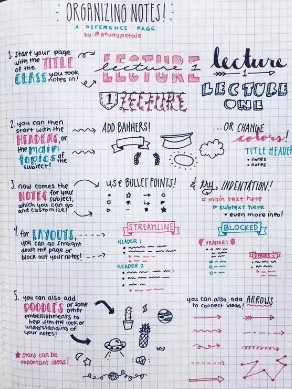 ORGANIZING NOTES!
A REFERENCE PAGE
by: @studypetals
1. start your page
with the TITLE
of the
CLASS you took
notes in!
LECTURE
lecture 1
lecture
1 LECTURE
LECTURE
ONE
2. you can then
start with the
HEADERS, or
the main
topics of the
subject!
ADD BANNERS!
...OR CHANGE
colors!
TITLE HEADER
• notes
• notes
3. now comes the
NOTES for your
subject,
which you can go
and customize!
USE BULLET POINTS!
& try INDENTATION!
main text here
subtext here
even more info!
4. for LAYOUTS,
you can go straight
down the page or
block out your notes!
STREAMLINE
HEADER 1
HEADER 2
BLOCKED
HEADER 1
5. you can also add
DOODLES or some
other
embellishments to
help with the look or
understanding of
your notes!
stars can be
important ideas!
you can also add
to connect! ARROWS